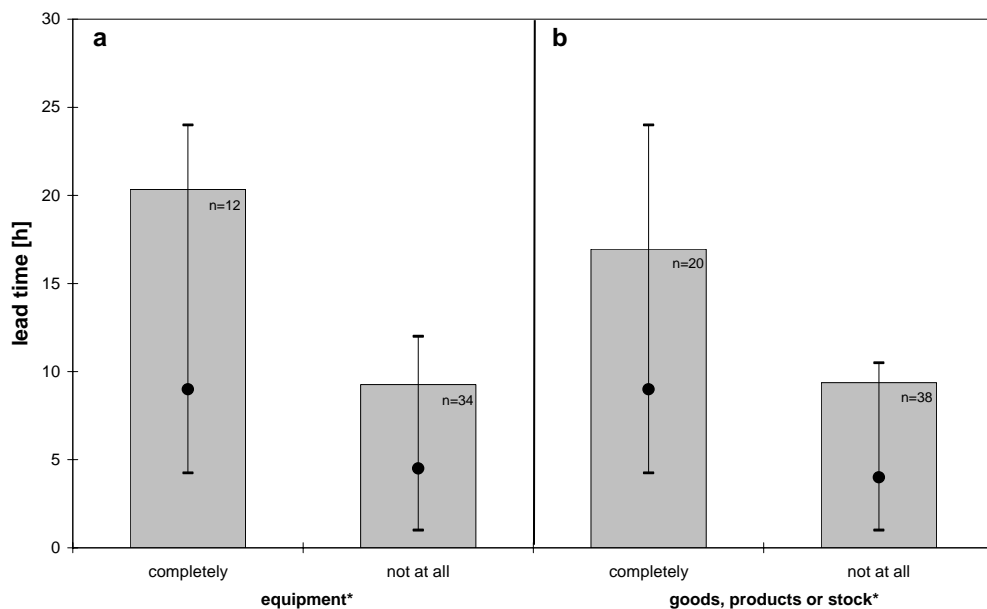 30
a
b
25
20
n=12
n=20
15
lead time [h]
10
n=34
n=38
5
0
completely
not at all
completely
not at all
equipment*
goods, products or stock*